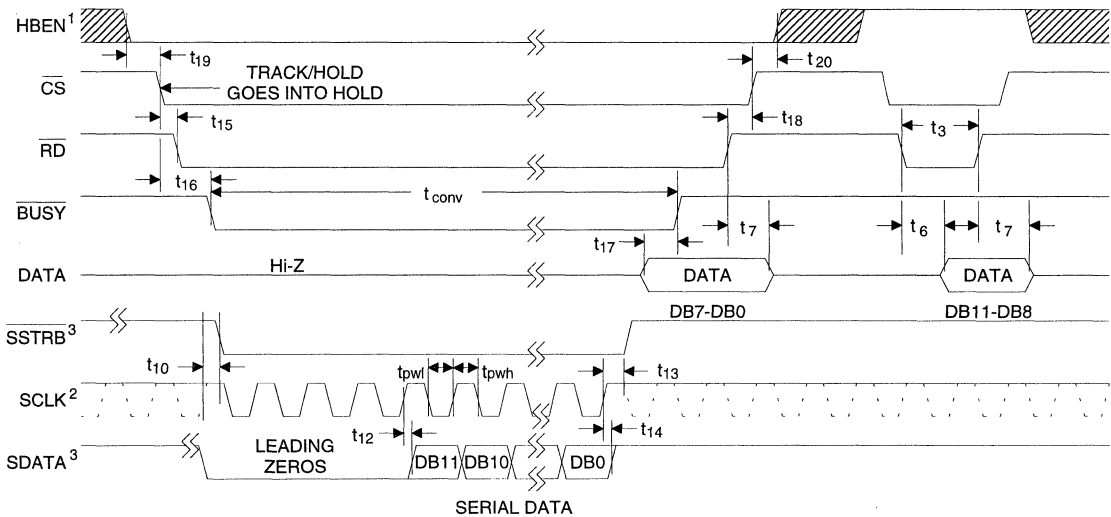 HBEN1
t19
t20
CS
TRACK/HOLD
GOES INTO HOLD
t15
t18
t3
RD
t16
tconv
BUSY
t17
t7
t6
t7
DATA
Hi-Z
DATA
DATA
DB7-DB0
DB11-DB8
SSTRB3
t10
tpwl
tpwh
t13
SCLK2
t12
t14
SDATA3
LEADING
ZEROS
DB11
DB10
DB0
SERIAL DATA